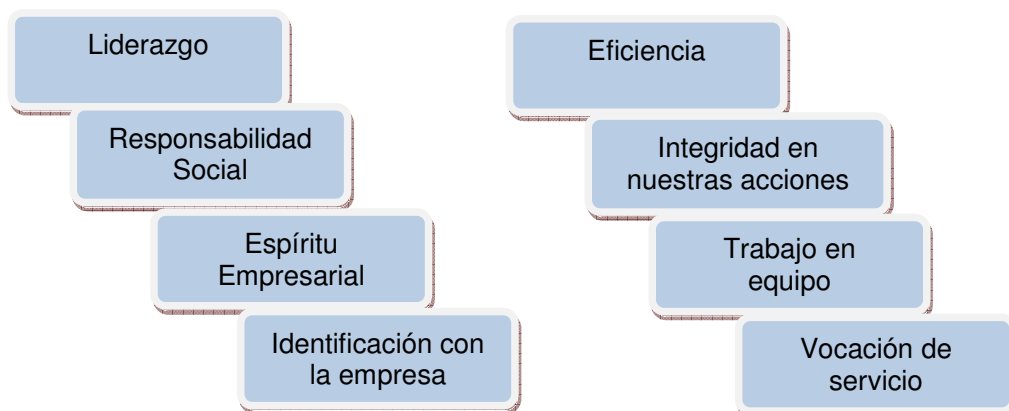 Liderazgo
Responsabilidad
Social
Espíritu
Empresarial
Identificación con
la empresa
Eficiencia
Integridad en
nuestras acciones
Trabajo en
equipo
Vocación de
servicio